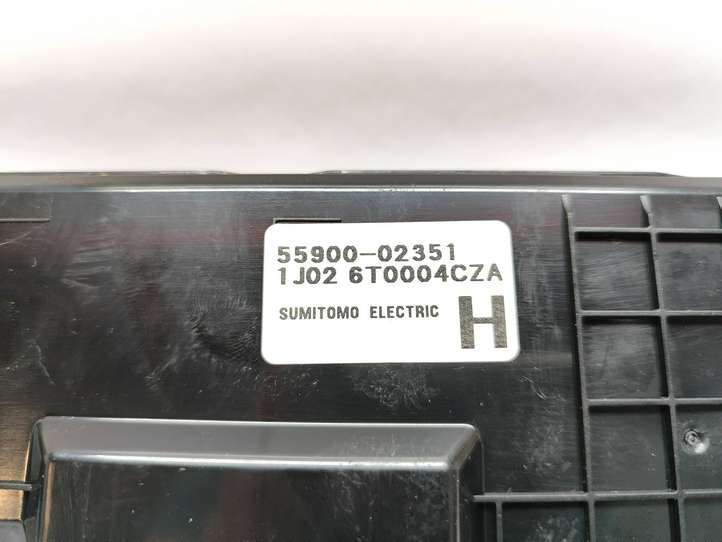 55900-02351
1J02 6T0004CZA
SUMITOMO ELECTRIC H